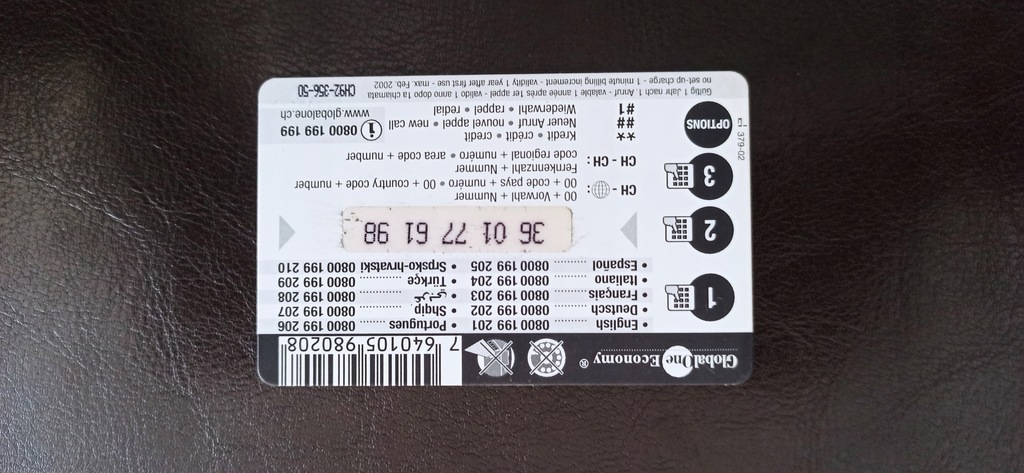 GlobalOne Economy ®
7 640105 980208
1
• English ........ 0800 199 201
• Deutsch ........ 0800 199 202
• Français ........ 0800 199 203
• Italiano ........ 0800 199 204
• Español ........ 0800 199 205
• Portugues ........ 0800 199 206
• Shqip ........ 0800 199 207
• عربي ........ 0800 199 208
• Türkçe ........ 0800 199 209
• Srpsko-hrvatski 0800 199 210
2
36 01 77 61 98
3
CH - : 00 + Vorwahl + Nummer
00 + code pays + numéro • 00 + country code + number
CH - CH : Fernkennzahl + Nummer
code regional + numéro • area code + number
OPTIONS
** Kredit • crédit • credit
## Neuer Anruf • nouvel appel • new call
#1 Wiederwahl • rappel • redial
i 0800 199 199
www.globalone.ch
Gültig 1 Jahr nach 1. Anruf - valable 1 année après 1er appel - valido 1 anno dopo 1a chiamata
no set-up charge - 1 minute billing increment - validity 1 year after first use - max. Feb. 2002
CH92-356-50
379-02